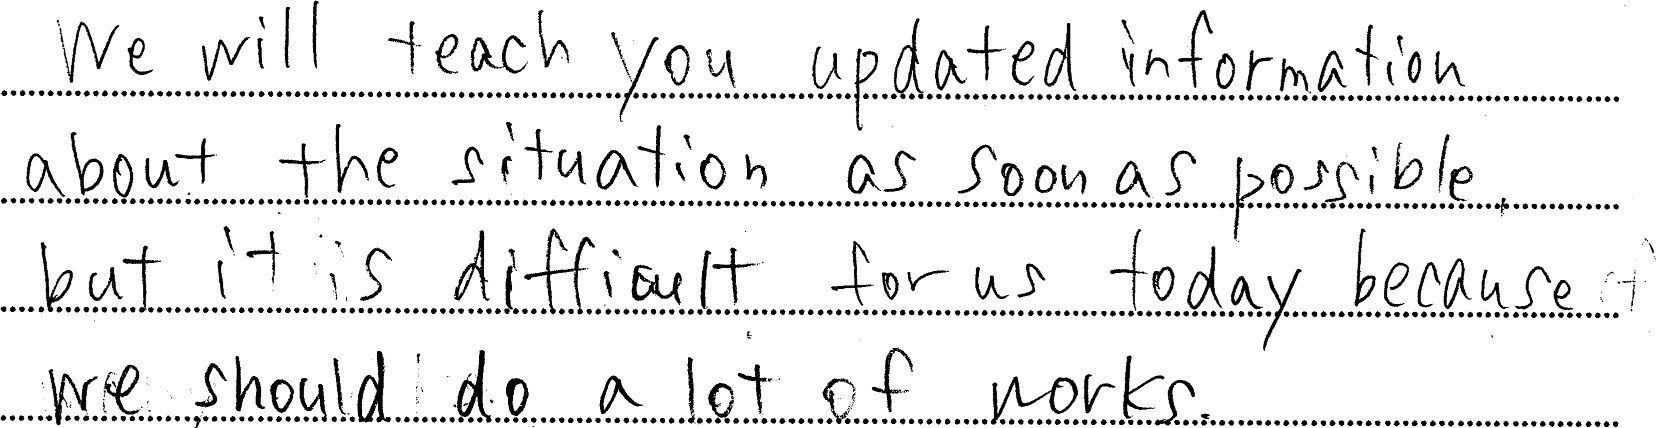 We will teach you updated information
about the situation as soon as possible,
but it is difficult for us today because
we should do a lot of works.